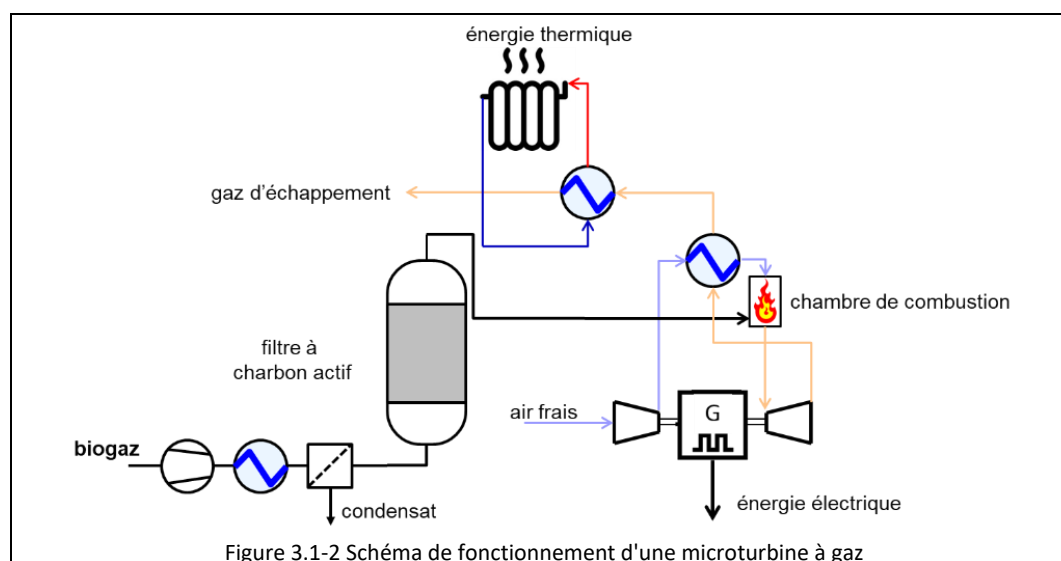 énergie thermique
gaz d'échappement
chambre de combustion
filtre à
charbon actif
air frais
G
biogaz
condensat
énergie électrique
Figure 3.1-2 Schéma de fonctionnement d'une microturbine à gaz